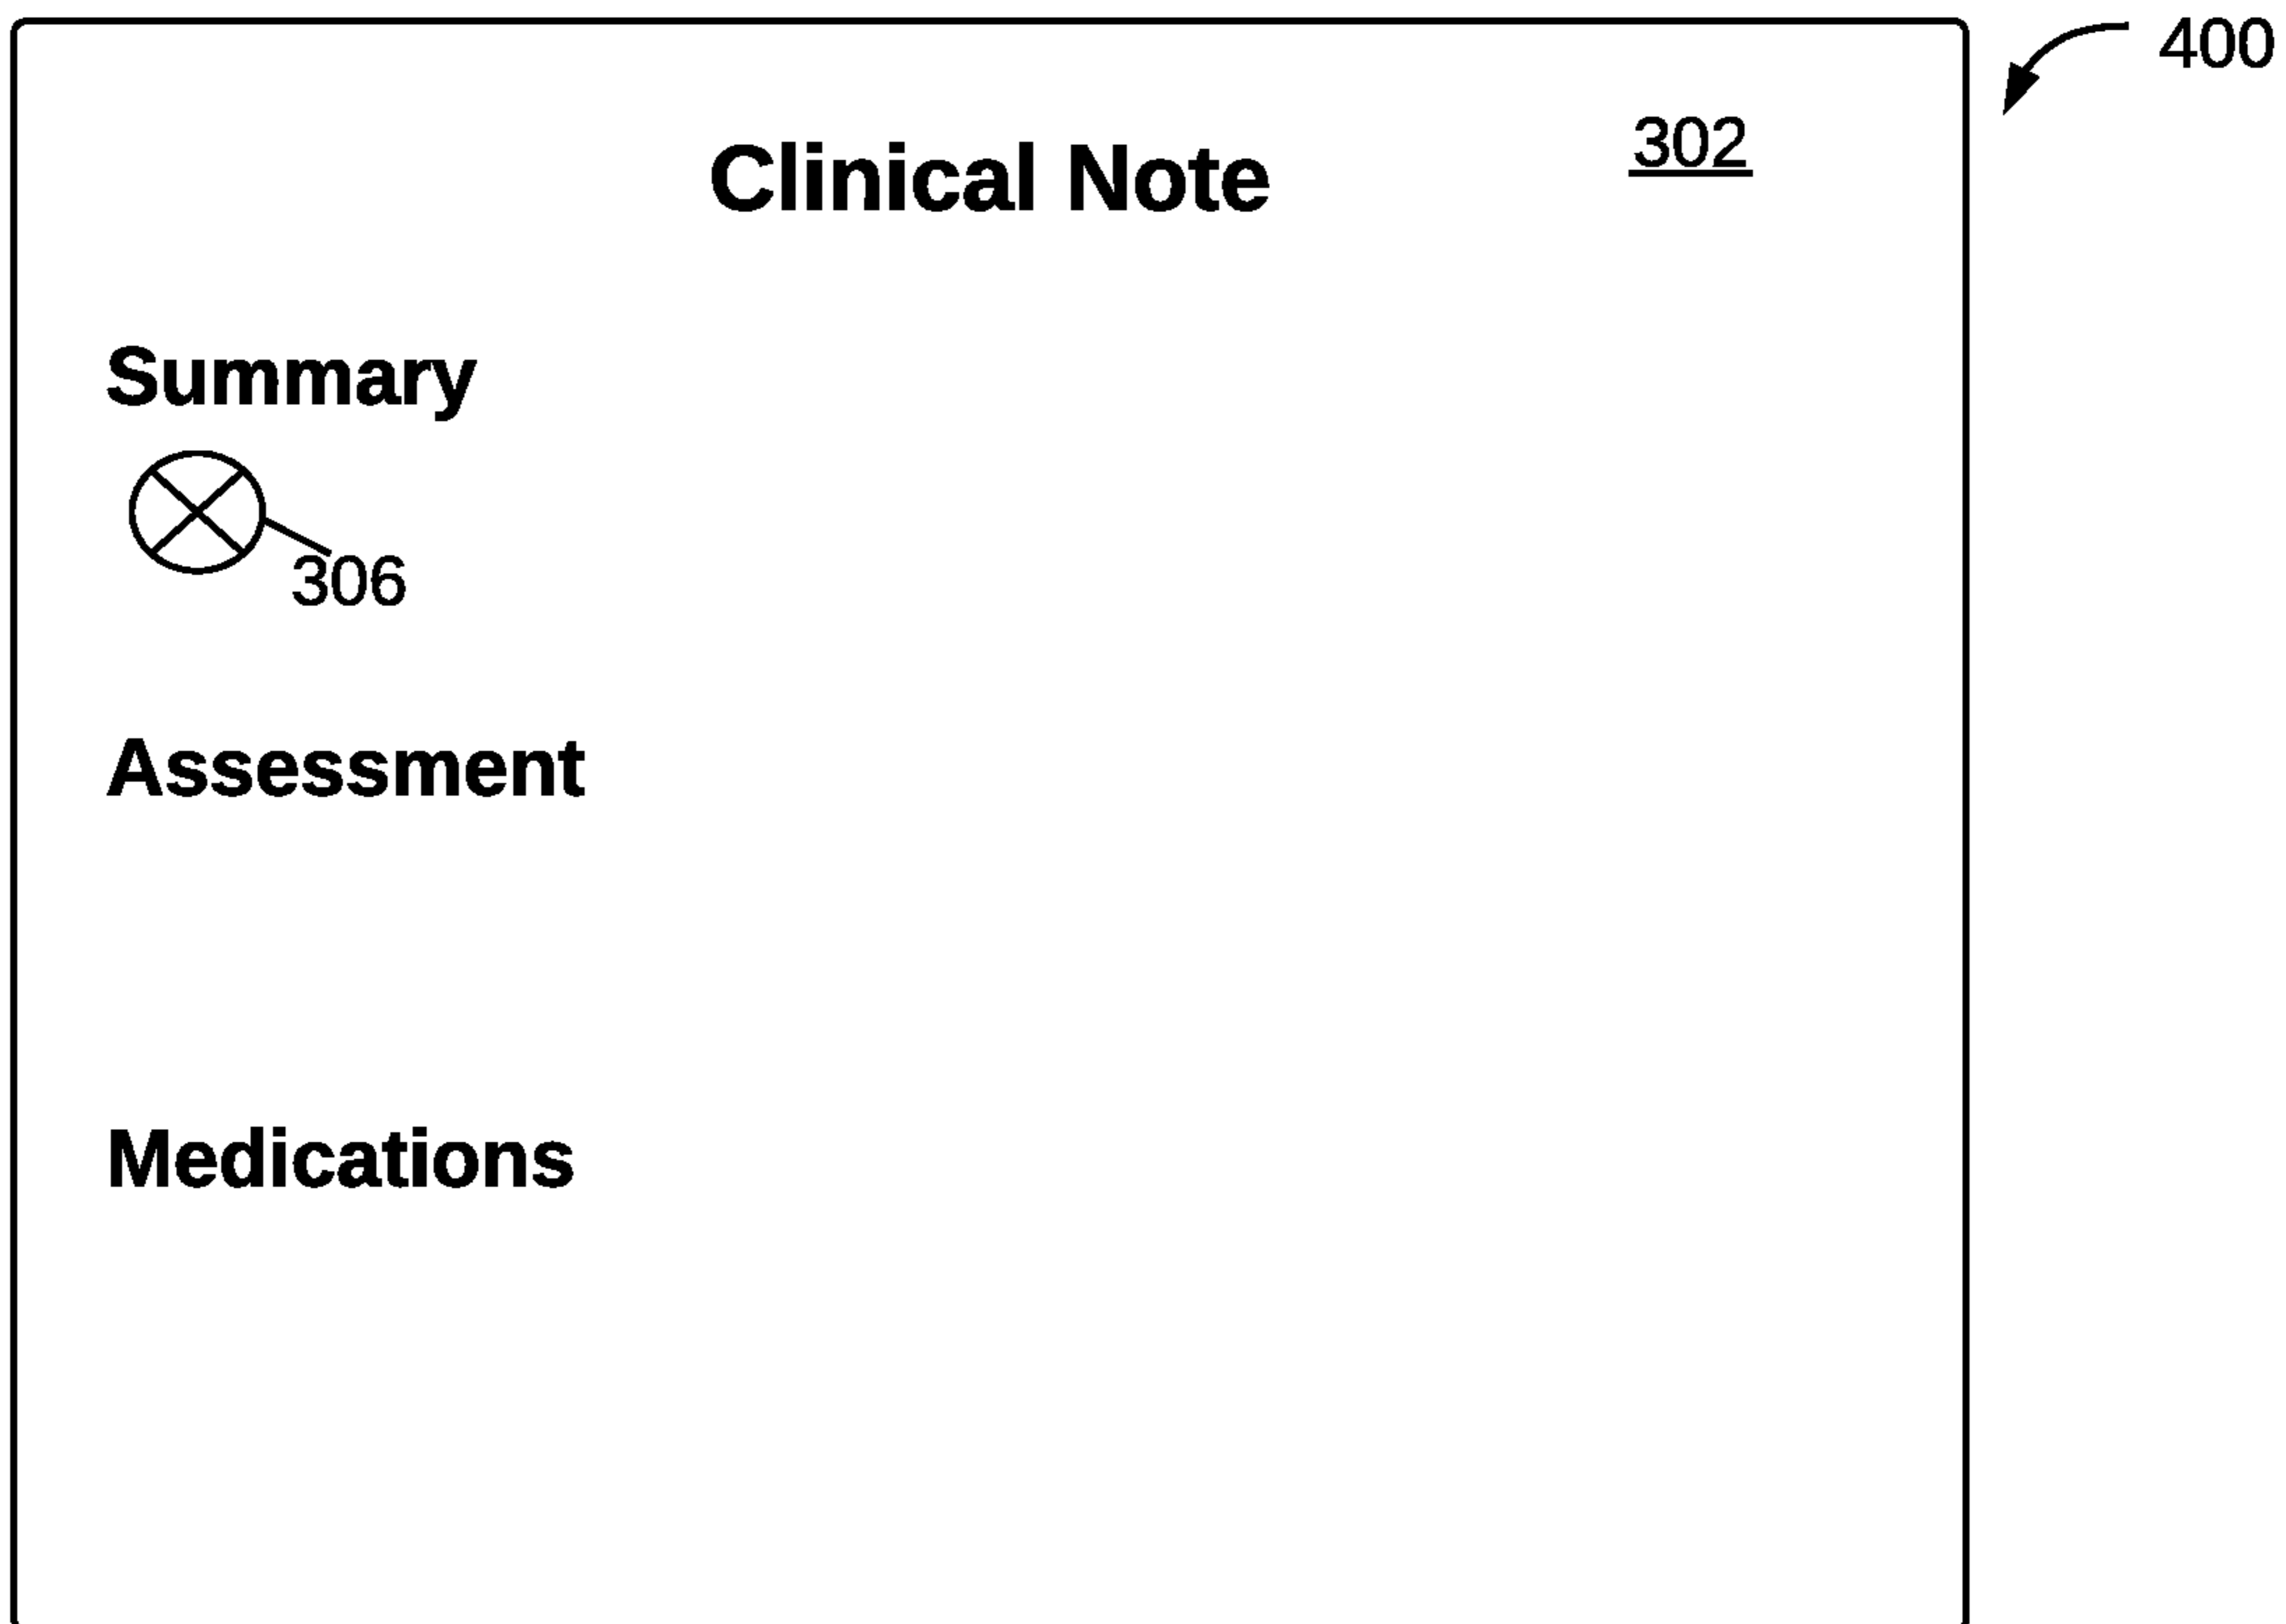 400
302
Clinical Note
Summary
306
Assessment
Medications